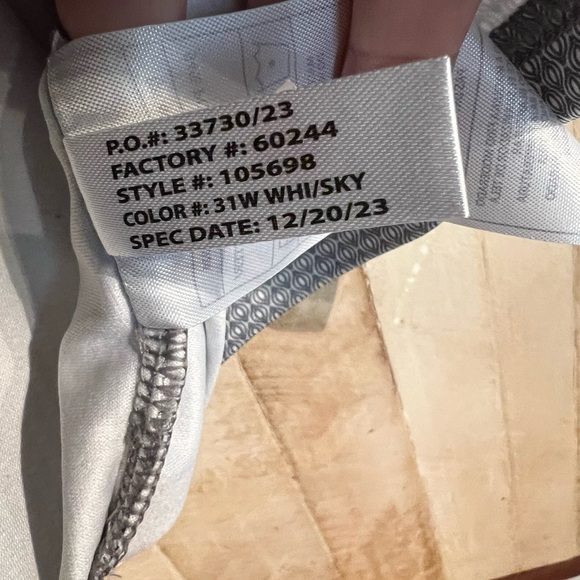 P.O.#: 33730/23
FACTORY #: 60244
STYLE #: 105698
COLOR #: 31W WHI/SKY
SPEC DATE: 12/20/23